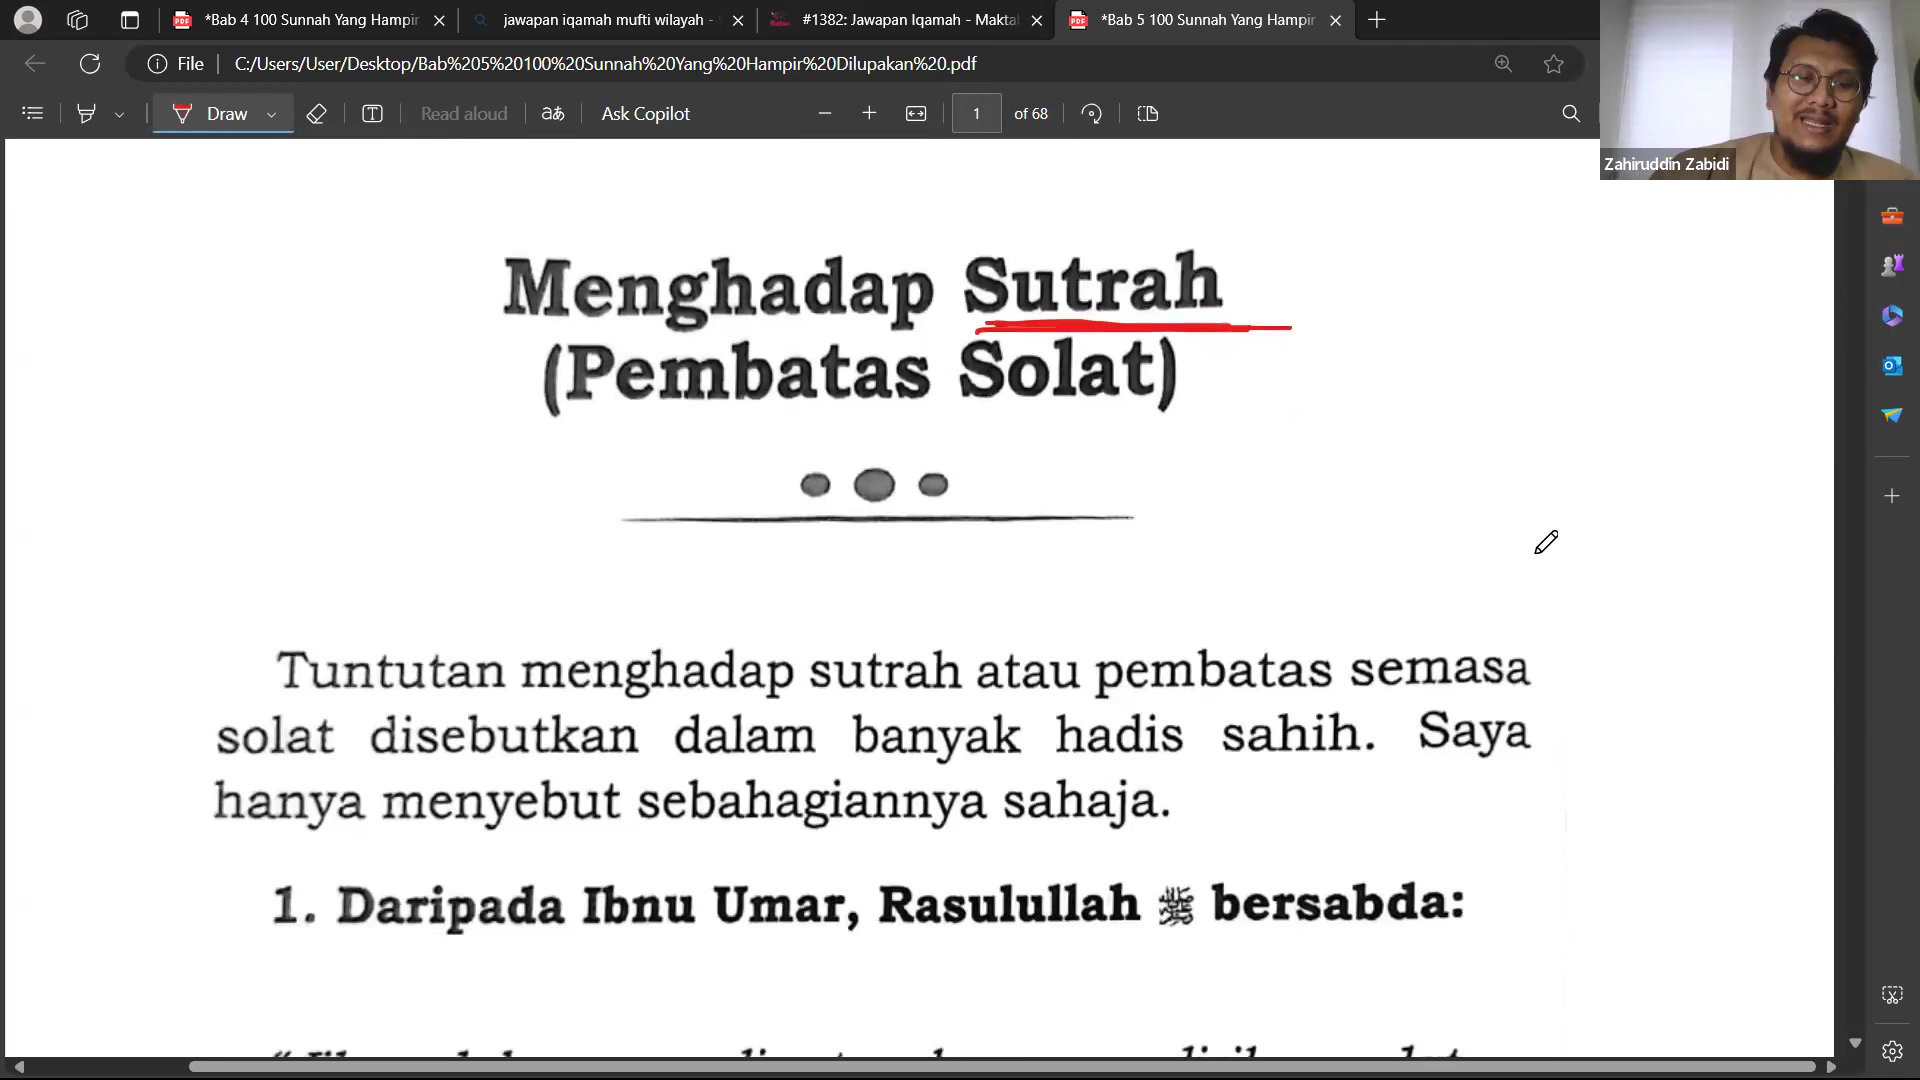 *Bab 4 100 Sunnah Yang Hampir
jawapan iqamah mufti wilayah -
#1382: Jawapan Iqamah - Makta
*Bab 5 100 Sunnah Yang Hampir
File
C:/Users/User/Desktop/Bab%205%20100%20Sunnah%20Yang%20Hampir%20Dilupakan%20.pdf
Draw
Read aloud
aあ
Ask Copilot
1 of 68
Zahiruddin Zabidi
Menghadap Sutrah
(Pembatas Solat)
Tuntutan menghadap sutrah atau pembatas semasa
solat disebutkan dalam banyak hadis sahih. Saya
hanya menyebut sebahagiannya sahaja.
1. Daripada Ibnu Umar, Rasulullah ﷺ bersabda: